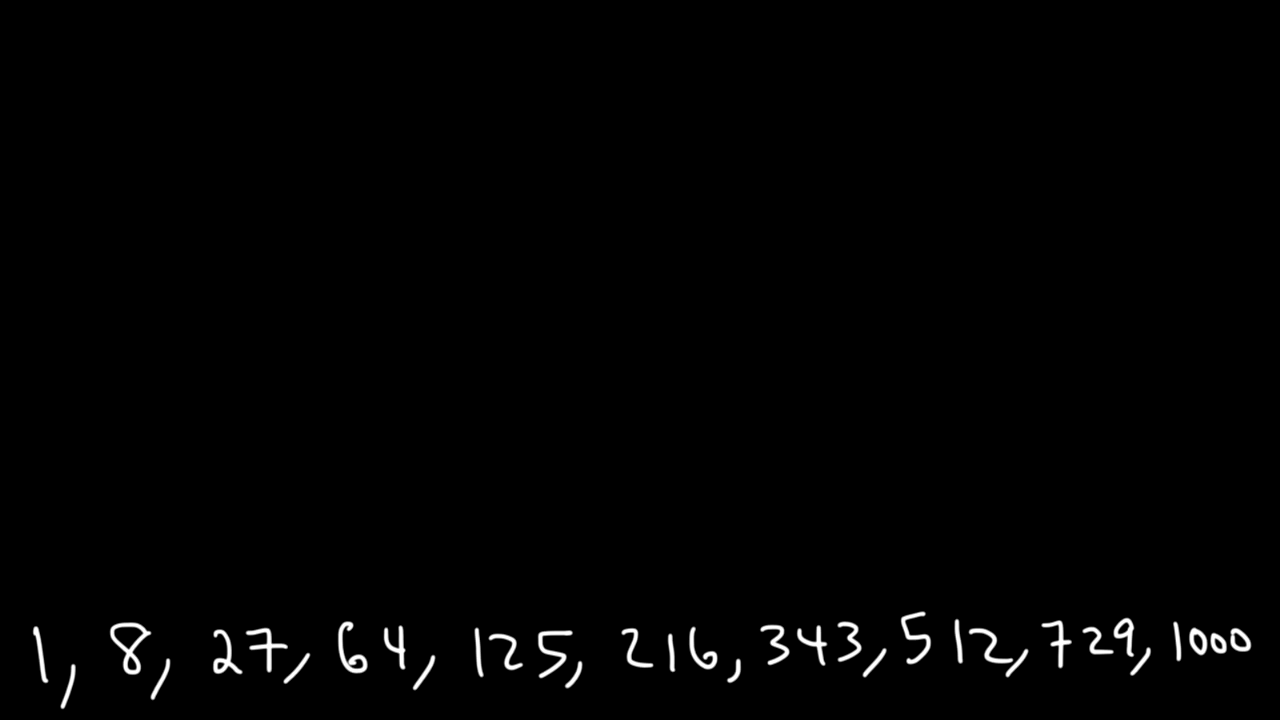 1, 8, 27, 64, 125, 216, 343, 512, 729, 1000